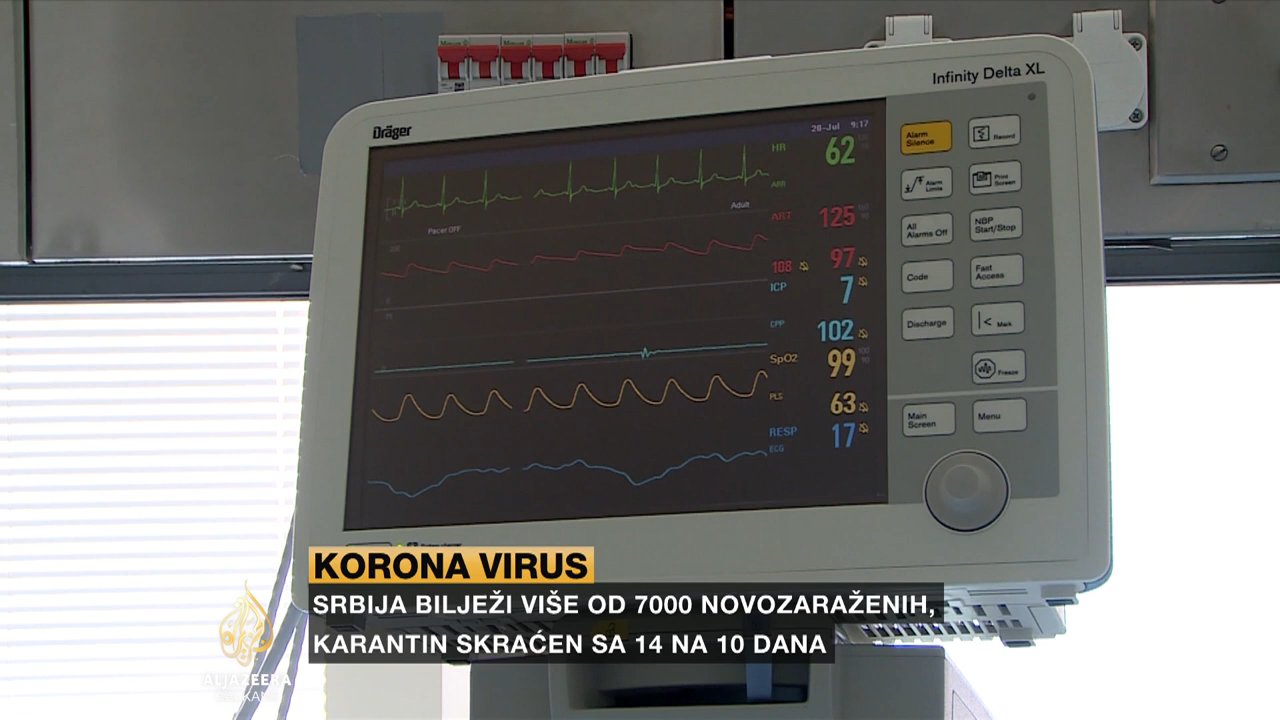 Infinity Delta XL
Dräger
28-Jul 9:17
HR 62
ARR
Adult
Pacer OFF
ART 125
108 97
ICP 7
CPP 102
SpO2 99
PLS 63
RESP 17
ECG
Alarm Silence
Record
Alarm Limits
Print Screen
All Alarms Off
NBP Start/Stop
Code
Fast Access
Discharge
Mark
Freeze
Main Screen
Menu
KORONA VIRUS
SRBIJA BILJEŽI VIŠE OD 7000 NOVOZARAŽENIH,
KARANTIN SKRAĆEN SA 14 NA 10 DANA
ALJAZEERA